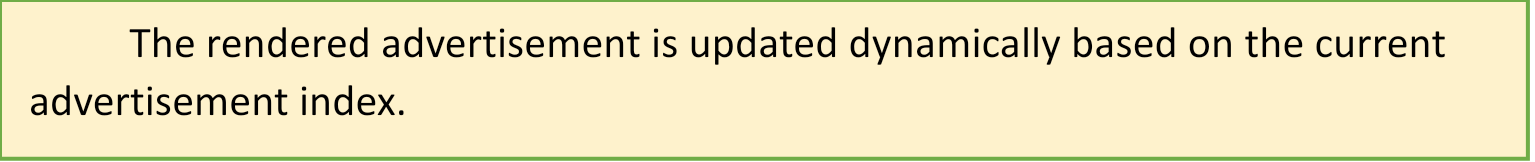 The rendered advertisement is updated dynamically based on the current
advertisement index.